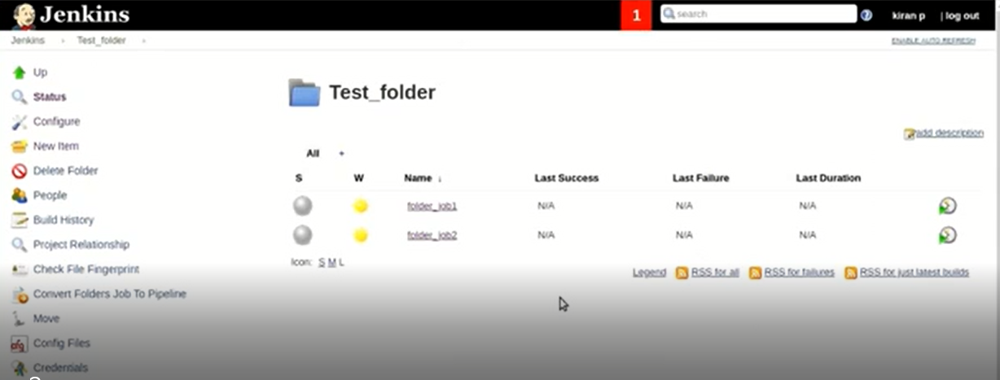 Jenkins
1
search
kiran p
| log out
Jenkins
Test_folder
ENABLE AUTO REFRESH
Up
Status
Configure
New Item
Delete Folder
People
Build History
Project Relationship
Check File Fingerprint
Convert Folders Job To Pipeline
Move
cfg Config Files
Credentials
Test_folder
add description
All +
S W Name ↓ Last Success Last Failure Last Duration
folder_job1 N/A N/A N/A
folder_job2 N/A N/A N/A
Icon: S M L
Legend RSS for all RSS for failures RSS for just latest builds